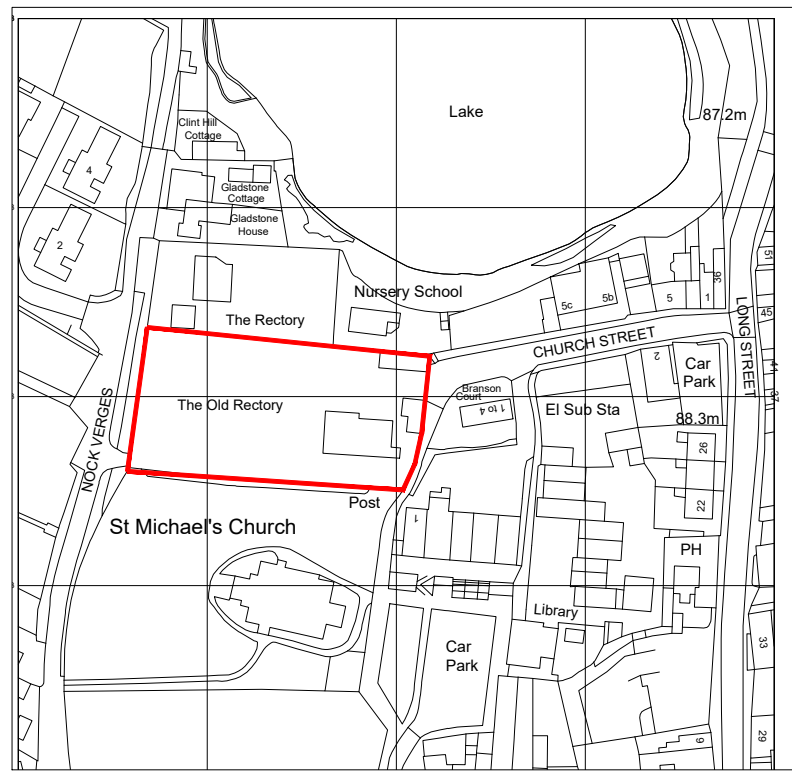 Lake
87.2m
Clint Hill
Cottage
4
Gladstone
Cottage
Gladstone
House
2
51
36
Nursery School
5c
5b
5
1
The Rectory
45
CHURCH STREET
LONG STREET
2
Car
Park
41
37
NOCK VERGES
The Old Rectory
Branson
Court
1 to 4
El Sub Sta
88.3m
26
22
Post
1
St Michael's Church
PH
Library
33
Car
Park
9
29